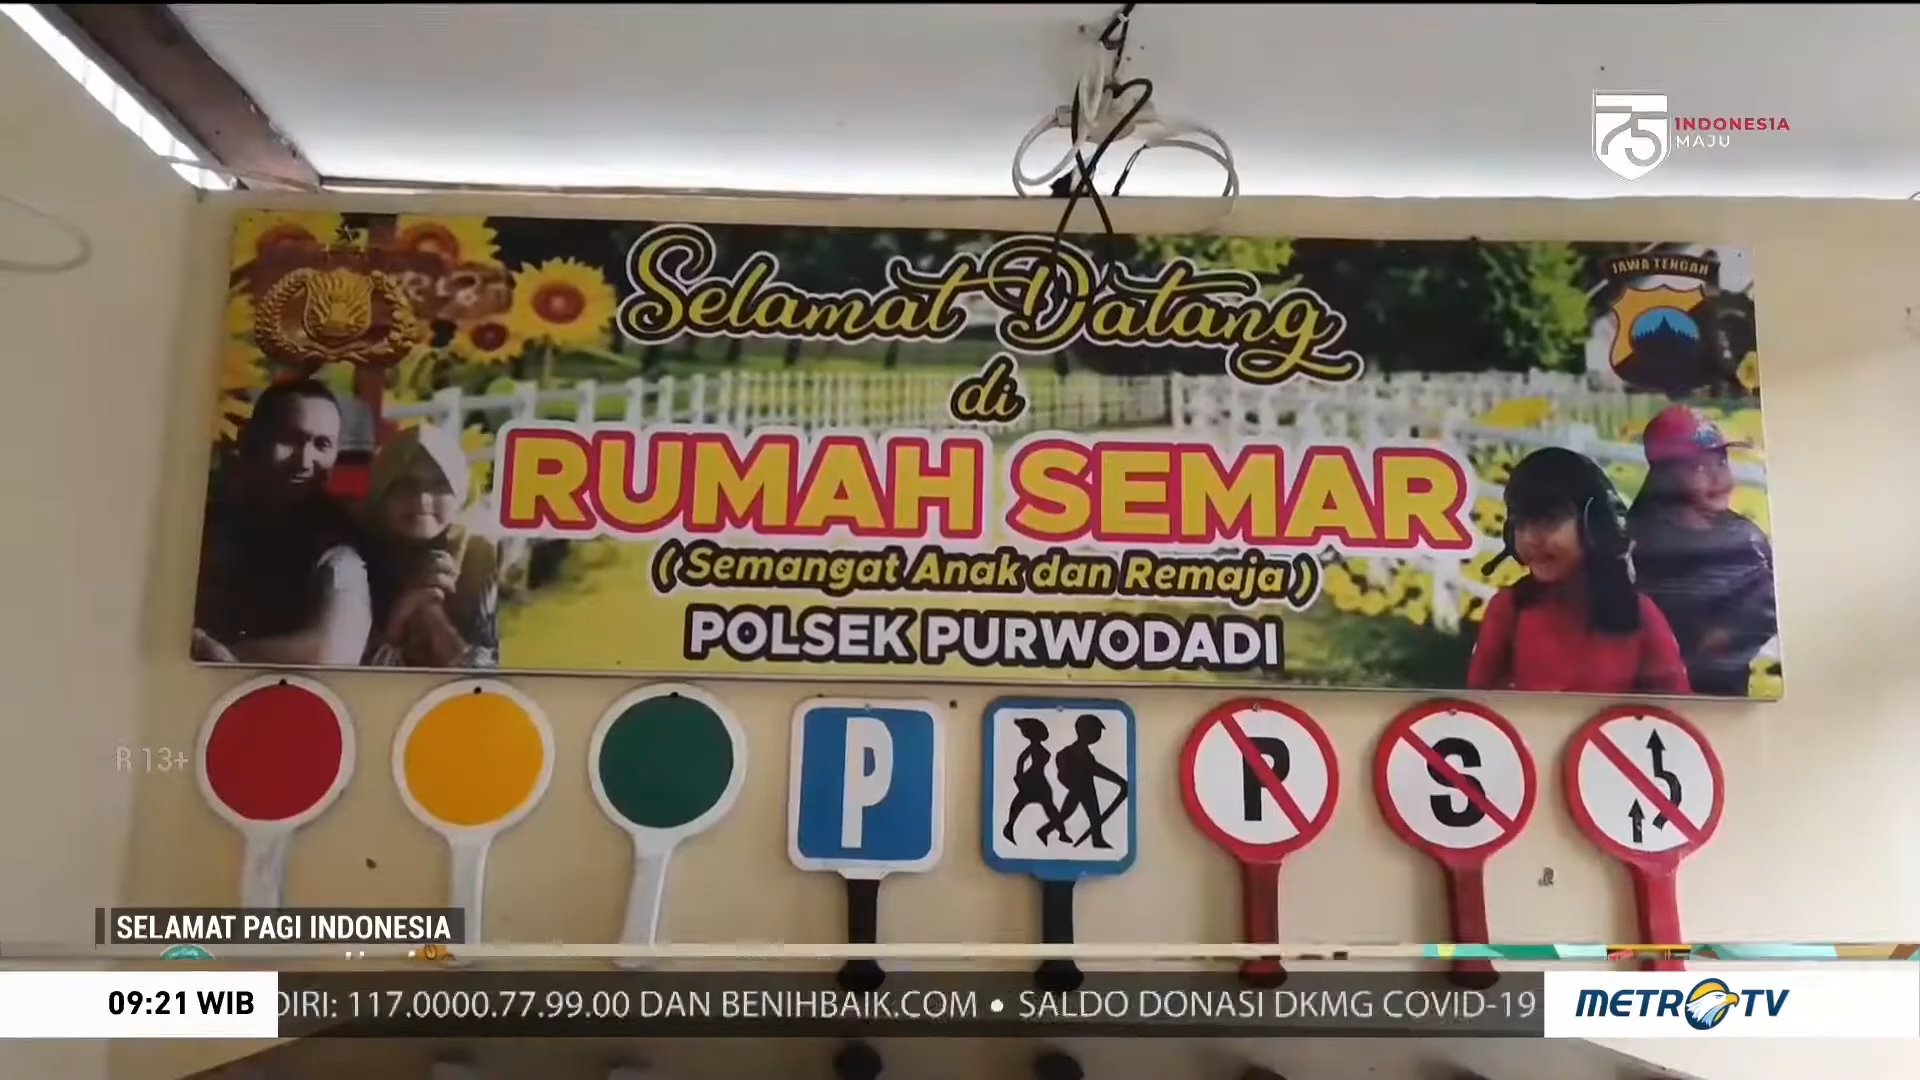 75 INDONESIA
MAJU
JAWA TENGAH
Selamat Datang
di
RUMAH SEMAR
( Semangat Anak dan Remaja )
POLSEK PURWODADI
P
P
S
R 13+
SELAMAT PAGI INDONESIA
09:21 WIB
DIRI: 117.0000.77.99.00 DAN BENIHBAIK.COM • SALDO DONASI DKMG COVID-19
METRO TV